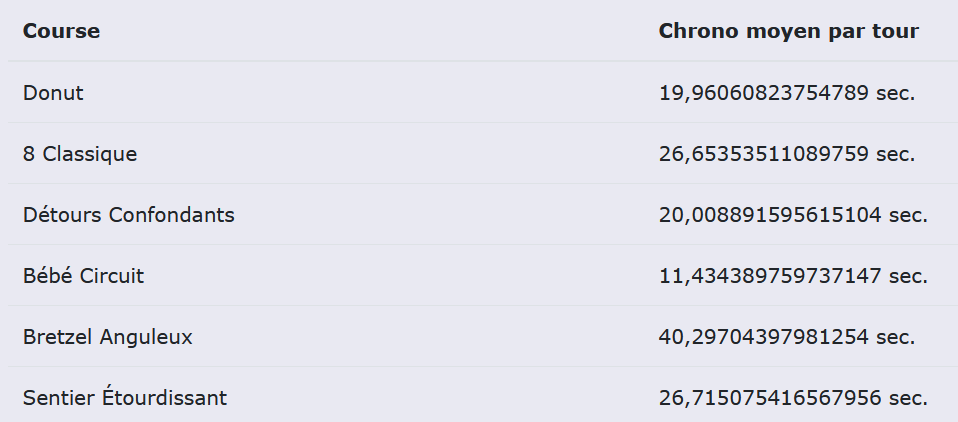 Course Chrono moyen par tour
Donut 19,96060823754789 sec.
8 Classique 26,65353511089759 sec.
Détours Confondants 20,008891595615104 sec.
Bébé Circuit 11,434389759737147 sec.
Bretzel Anguleux 40,29704397981254 sec.
Sentier Étourdissant 26,715075416567956 sec.